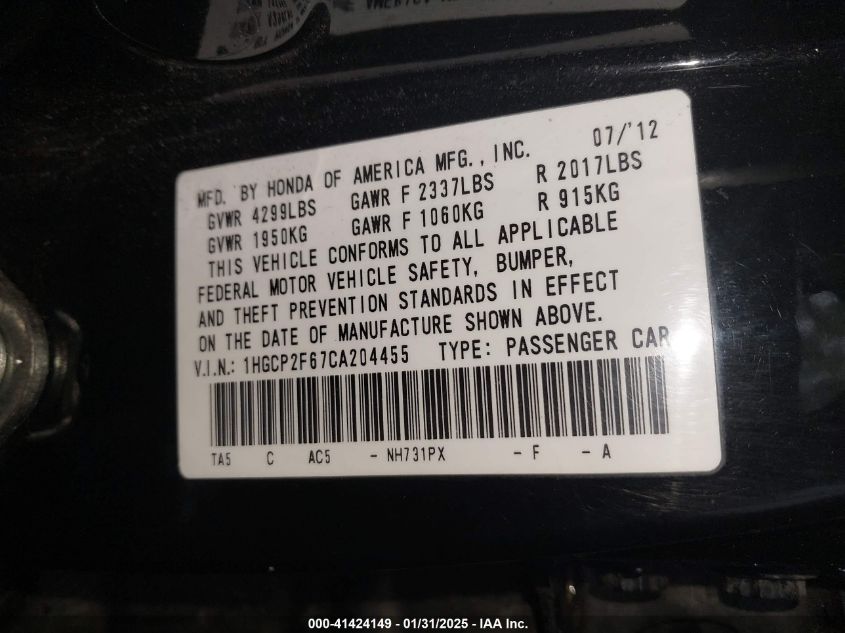 MFD. BY HONDA OF AMERICA MFG., INC. 07/'12
GVWR 4299LBS GAWR F 2337LBS R 2017LBS
GVWR 1950KG GAWR F 1060KG R 915KG
THIS VEHICLE CONFORMS TO ALL APPLICABLE
FEDERAL MOTOR VEHICLE SAFETY, BUMPER,
AND THEFT PREVENTION STANDARDS IN EFFECT
ON THE DATE OF MANUFACTURE SHOWN ABOVE.
V.I.N.: 1HGCP2F67CA204455 TYPE: PASSENGER CAR
TA5 C AC5 - NH731PX - F - A
000-41424149 - 01/31/2025 - IAA Inc.